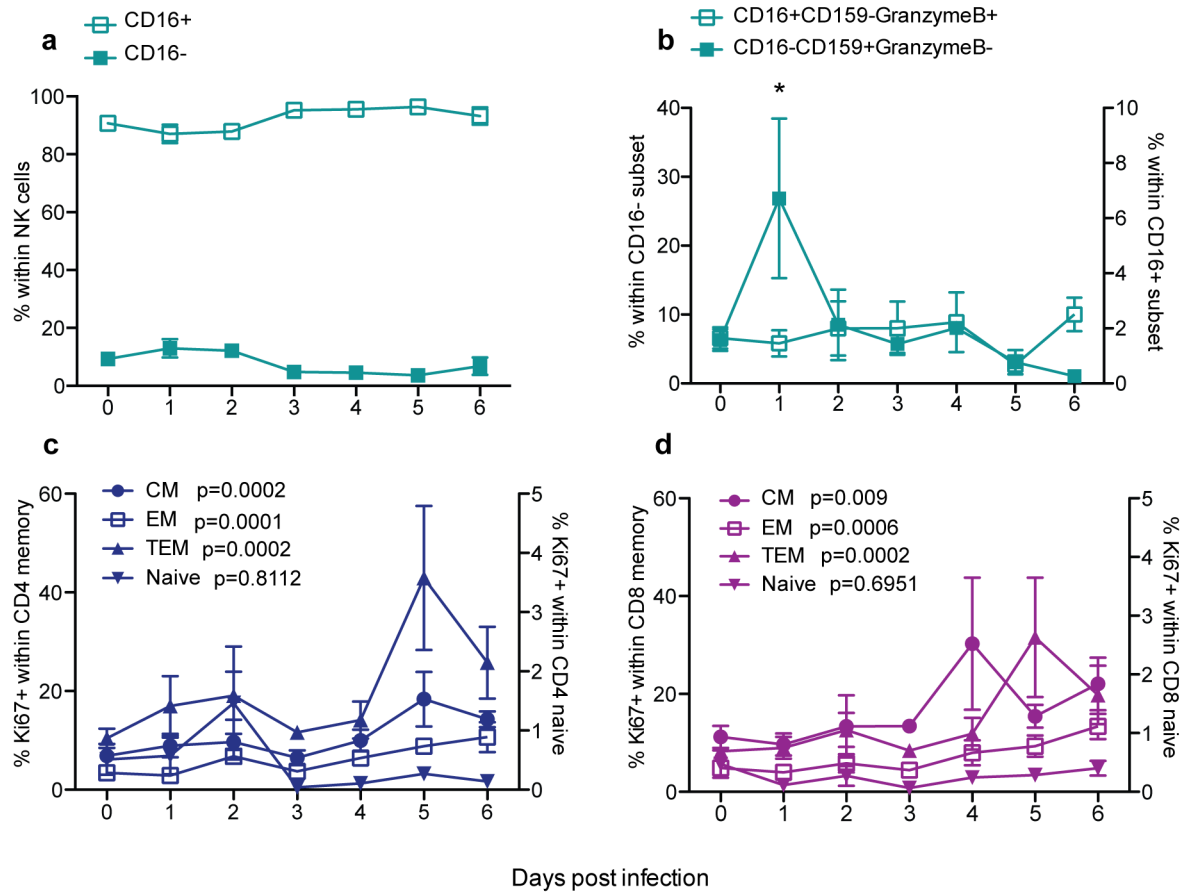 a
CD16+
CD16-
% within NK cells
100
80
60
40
20
0
0 1 2 3 4 5 6
b
CD16+CD159-GranzymeB+
CD16-CD159+GranzymeB-
*
% within CD16- subset
40
30
20
10
0
% within CD16+ subset
10
8
6
4
2
0
0 1 2 3 4 5 6
c
CM p=0.0002
EM p=0.0001
TEM p=0.0002
Naive p=0.8112
% Ki67+ within CD4 memory
60
40
20
0
% Ki67+ within CD4 naive
5
4
3
2
1
0
0 1 2 3 4 5 6
d
CM p=0.009
EM p=0.0006
TEM p=0.0002
Naive p=0.6951
% Ki67+ within CD8 memory
60
40
20
0
% Ki67+ within CD8 naive
5
4
3
2
1
0
0 1 2 3 4 5 6
Days post infection